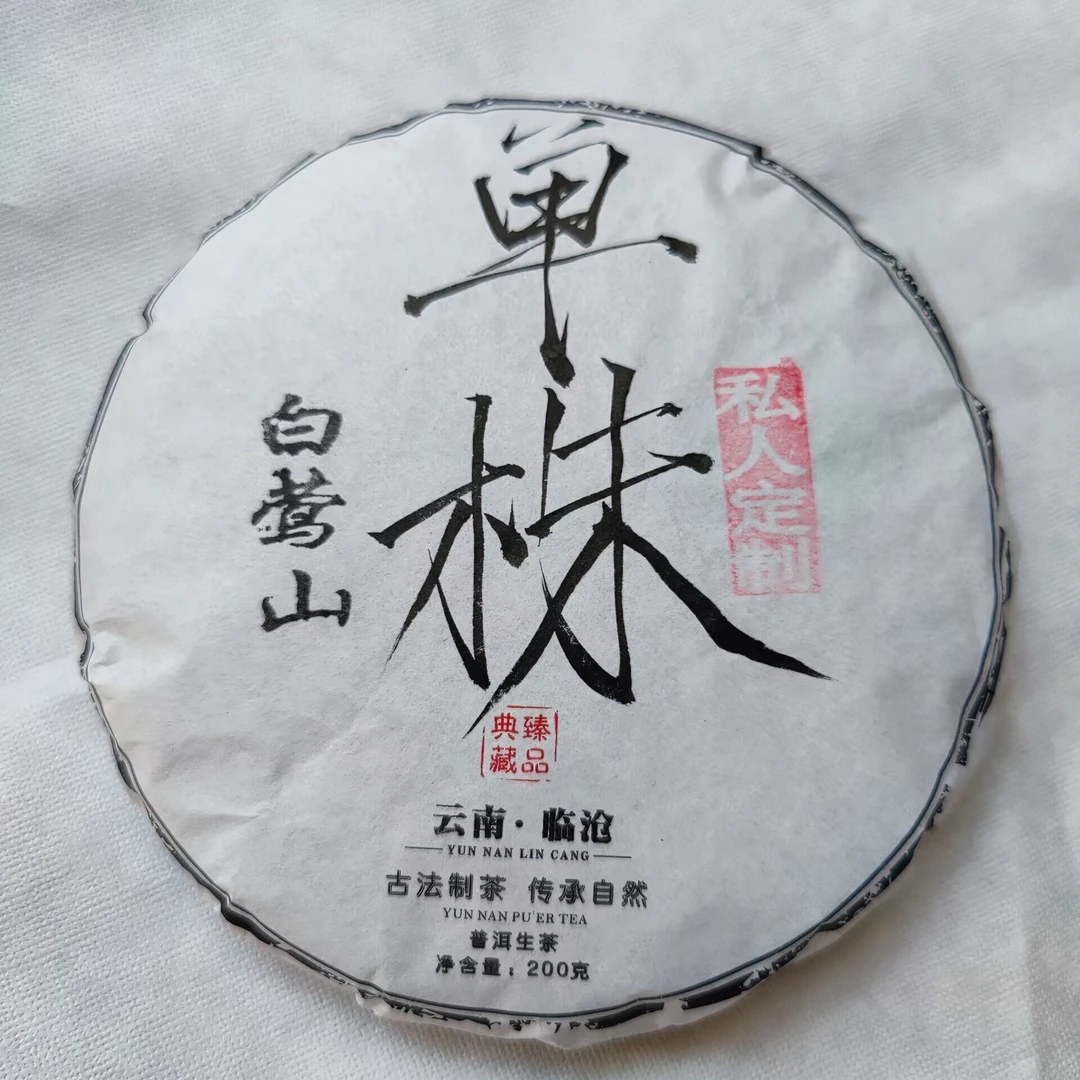 单株
私人定制
白莺山
臻品
典藏
云南·临沧
YUN NAN LIN CANG
古法制茶 传承自然
YUN NAN PU'ER TEA
普洱生茶
净含量：200克